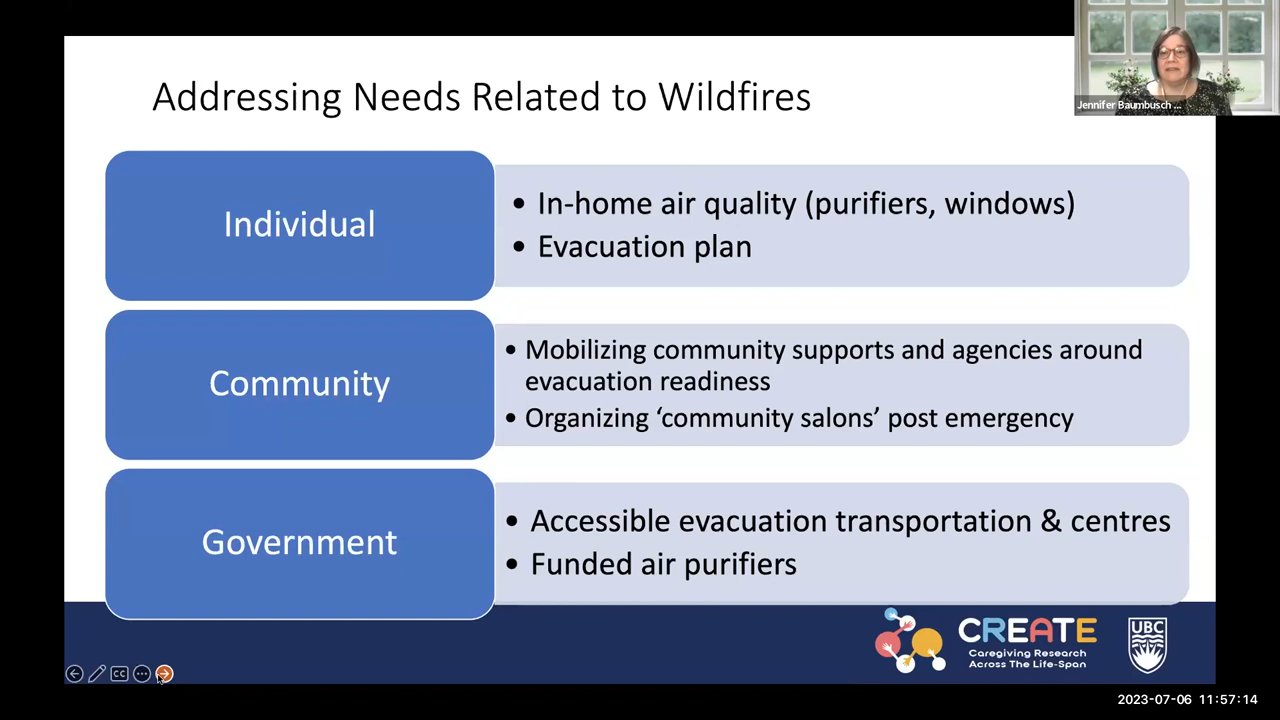 Addressing Needs Related to Wildfires
Jennifer Baumbusch ...
Individual
• In-home air quality (purifiers, windows)
• Evacuation plan
Community
• Mobilizing community supports and agencies around
evacuation readiness
• Organizing ‘community salons’ post emergency
Government
• Accessible evacuation transportation & centres
• Funded air purifiers
CREATE
Caregiving Research
Across The Life-Span
UBC
CC
2023-07-06 11:57:14